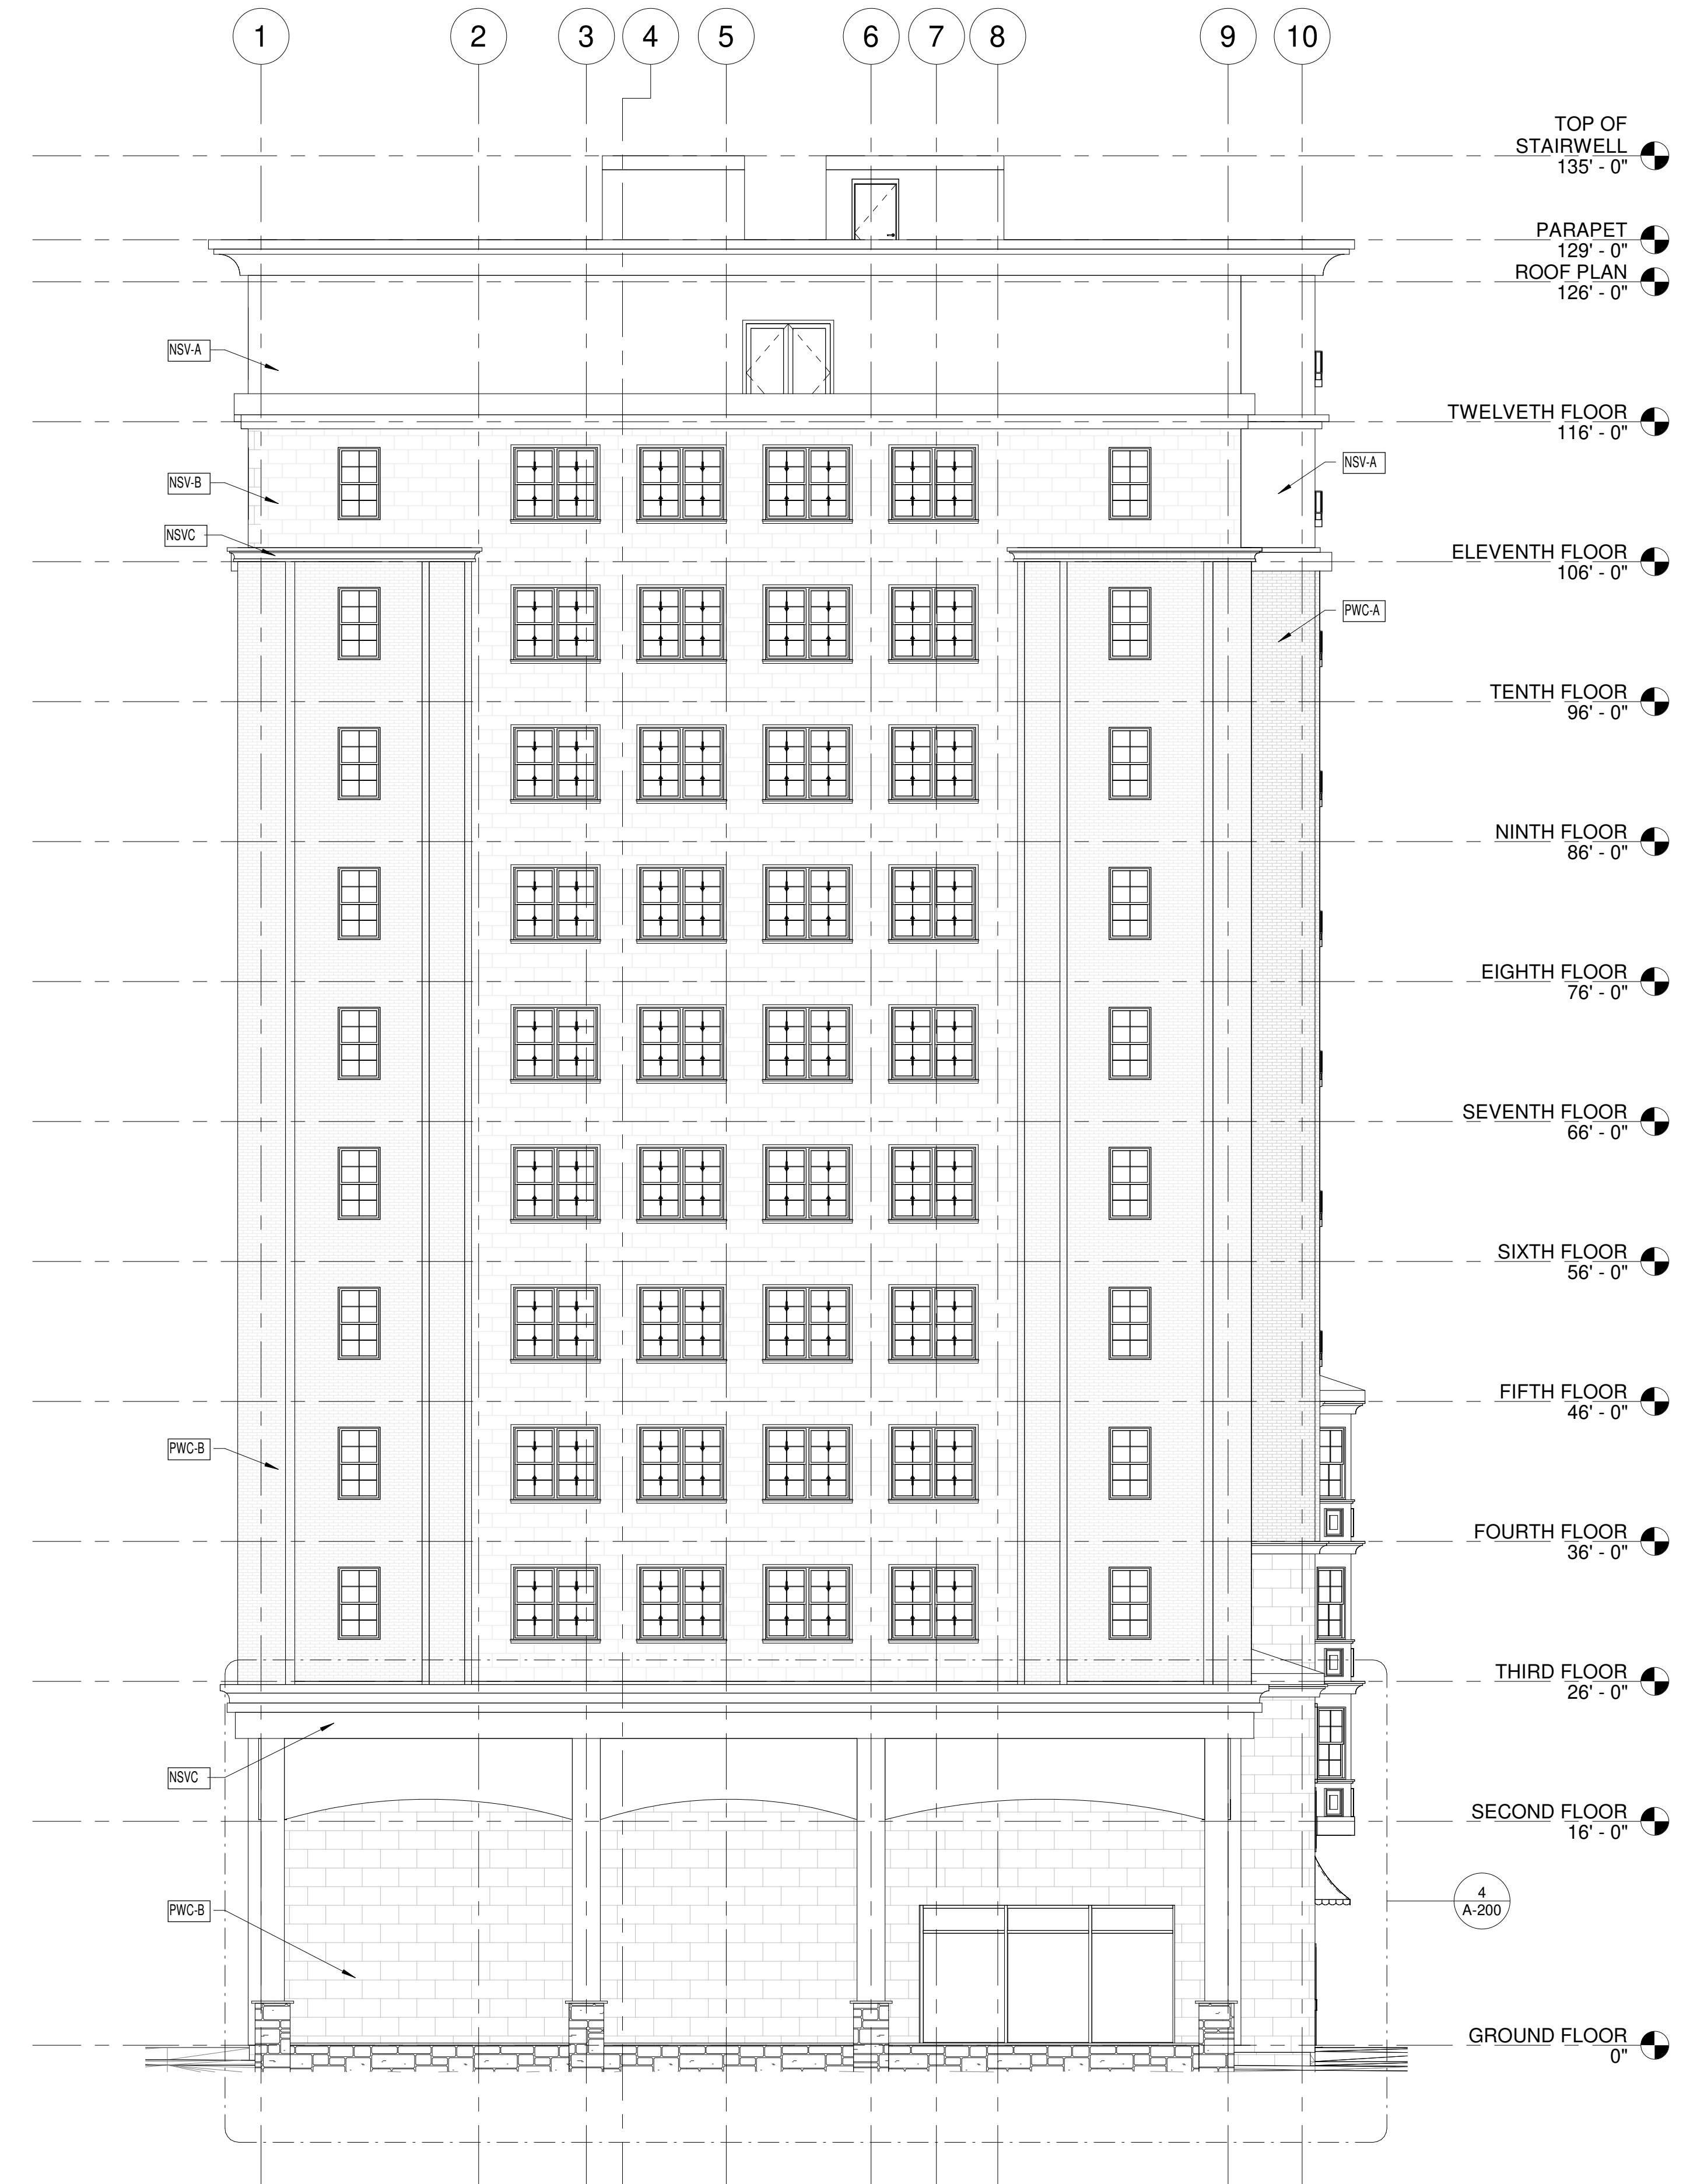 1 2 3 4 5 6 7 8 9 10
TOP OF
STAIRWELL
135' - 0"
PARAPET
129' - 0"
ROOF PLAN
126' - 0"
NSV-A
TWELVETH FLOOR
116' - 0"
NSV-A
NSV-B
NSVC
ELEVENTH FLOOR
106' - 0"
PWC-A
TENTH FLOOR
96' - 0"
NINTH FLOOR
86' - 0"
EIGHTH FLOOR
76' - 0"
SEVENTH FLOOR
66' - 0"
SIXTH FLOOR
56' - 0"
FIFTH FLOOR
46' - 0"
PWC-B
FOURTH FLOOR
36' - 0"
THIRD FLOOR
26' - 0"
NSVC
SECOND FLOOR
16' - 0"
4
A-200
PWC-B
GROUND FLOOR
0"